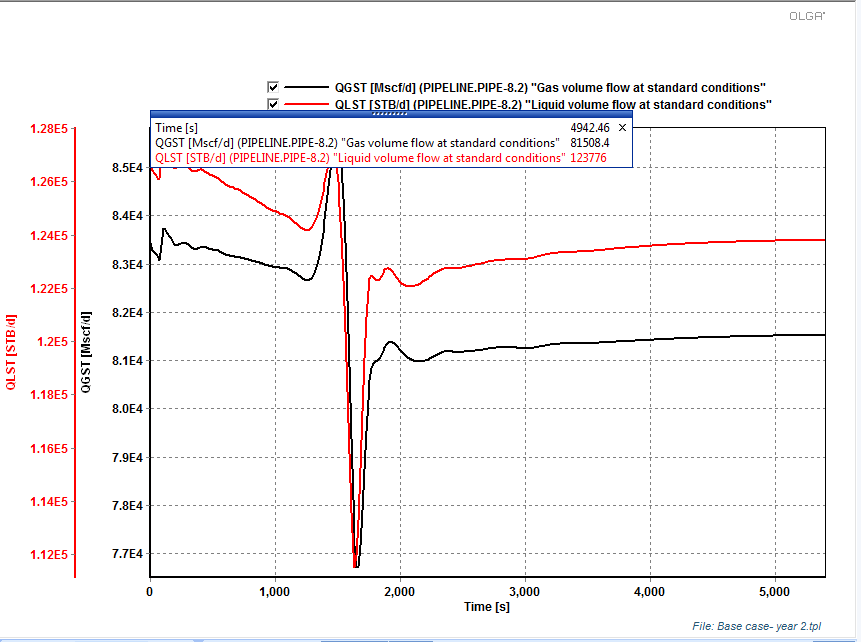 OLGA
QGST [Mscf/d] (PIPELINE.PIPE-8.2) "Gas volume flow at standard conditions"
QLST [STB/d] (PIPELINE.PIPE-8.2) "Liquid volume flow at standard conditions"
Time [s] 4942.46 ✕
QGST [Mscf/d] (PIPELINE.PIPE-8.2) "Gas volume flow at standard conditions" 81508.4
QLST [STB/d] (PIPELINE.PIPE-8.2) "Liquid volume flow at standard conditions" 123776
1.28E5
1.26E5
1.24E5
1.22E5
1.2E5
1.18E5
1.16E5
1.14E5
1.12E5
QLST [STB/d]
QGST [Mscf/d]
8.5E4
8.4E4
8.3E4
8.2E4
8.1E4
8.0E4
7.9E4
7.8E4
7.7E4
0 1,000 2,000 3,000 4,000 5,000
Time [s]
File: Base case- year 2.tpl